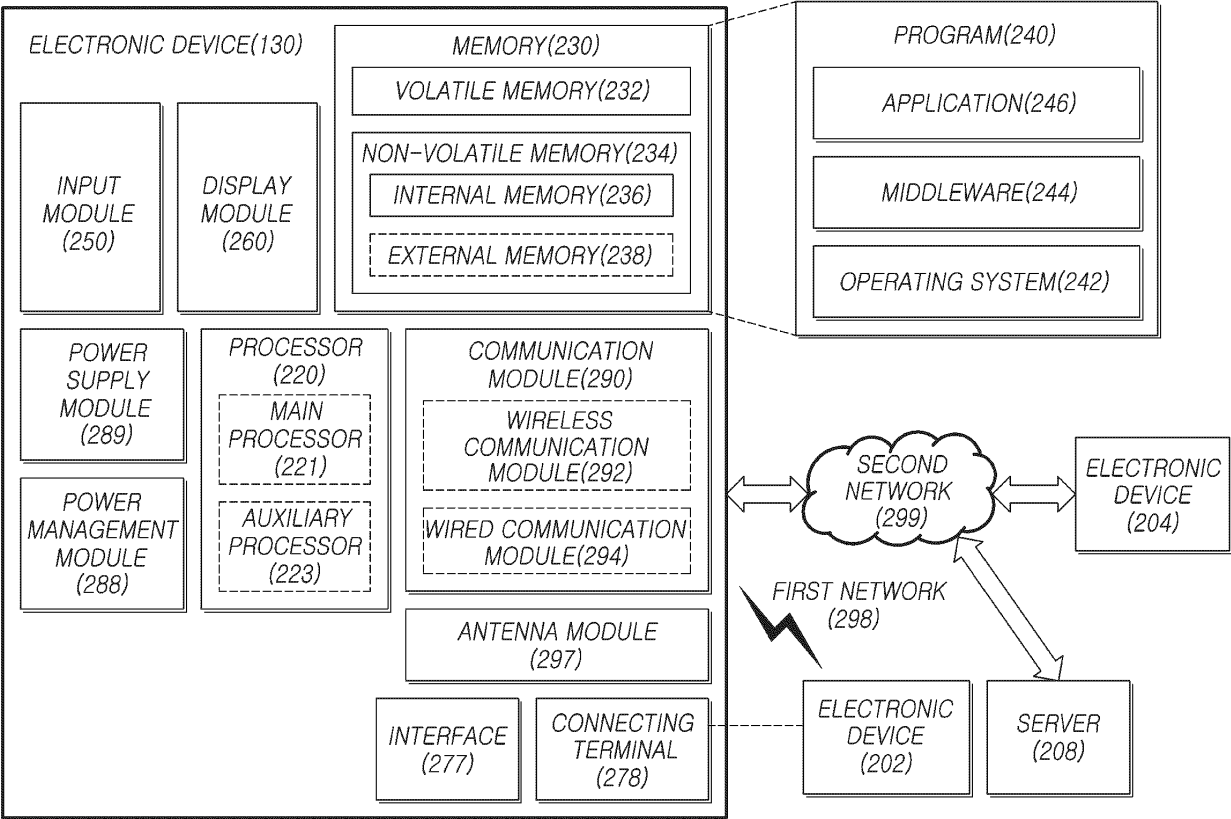 ELECTRONIC DEVICE(130)
INPUT
MODULE
(250)
DISPLAY
MODULE
(260)
MEMORY(230)
VOLATILE MEMORY(232)
NON-VOLATILE MEMORY(234)
INTERNAL MEMORY(236)
EXTERNAL MEMORY(238)
PROGRAM(240)
APPLICATION(246)
MIDDLEWARE(244)
OPERATING SYSTEM(242)
POWER
SUPPLY
MODULE
(289)
POWER
MANAGEMENT
MODULE
(288)
PROCESSOR
(220)
MAIN
PROCESSOR
(221)
AUXILIARY
PROCESSOR
(223)
COMMUNICATION
MODULE(290)
WIRELESS
COMMUNICATION
MODULE(292)
WIRED COMMUNICATION
MODULE(294)
ANTENNA MODULE
(297)
INTERFACE
(277)
CONNECTING
TERMINAL
(278)
SECOND
NETWORK
(299)
ELECTRONIC
DEVICE
(204)
FIRST NETWORK
(298)
ELECTRONIC
DEVICE
(202)
SERVER
(208)